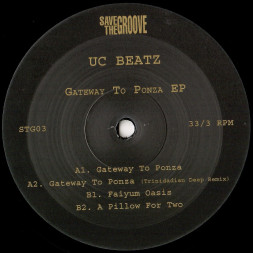 SAVE
THE GROOVE
UC BEATZ
Gateway To Ponza EP
STG03
33/3 RPM
A1. Gateway To Ponza
A2. Gateway To Ponza (Trinidadian Deep Remix)
B1. Faiyum Oasis
B2. A Pillow For Two